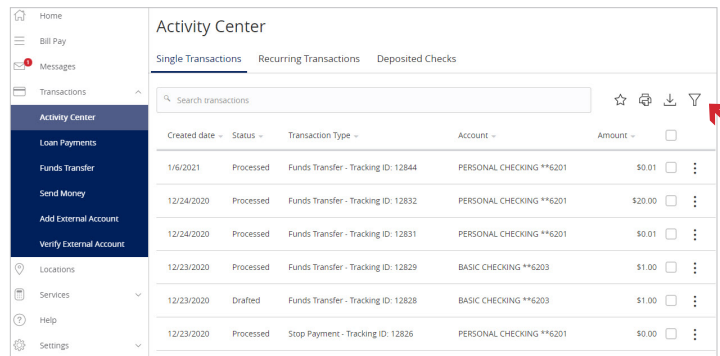 Home
Bill Pay
1
Messages
Transactions
Activity Center
Loan Payments
Funds Transfer
Send Money
Add External Account
Verify External Account
Locations
Services
Help
Settings
Activity Center
Single Transactions Recurring Transactions Deposited Checks
Search transactions
Created date Status Transaction Type Account Amount
1/6/2021 Processed Funds Transfer - Tracking ID: 12844 PERSONAL CHECKING **6201 $0.01
12/24/2020 Processed Funds Transfer - Tracking ID: 12832 PERSONAL CHECKING **6201 $20.00
12/24/2020 Processed Funds Transfer - Tracking ID: 12831 PERSONAL CHECKING **6201 $0.01
12/23/2020 Processed Funds Transfer - Tracking ID: 12829 BASIC CHECKING **6203 $1.00
12/23/2020 Drafted Funds Transfer - Tracking ID: 12828 BASIC CHECKING **6203 $1.00
12/23/2020 Processed Stop Payment - Tracking ID: 12826 PERSONAL CHECKING **6201 $0.00